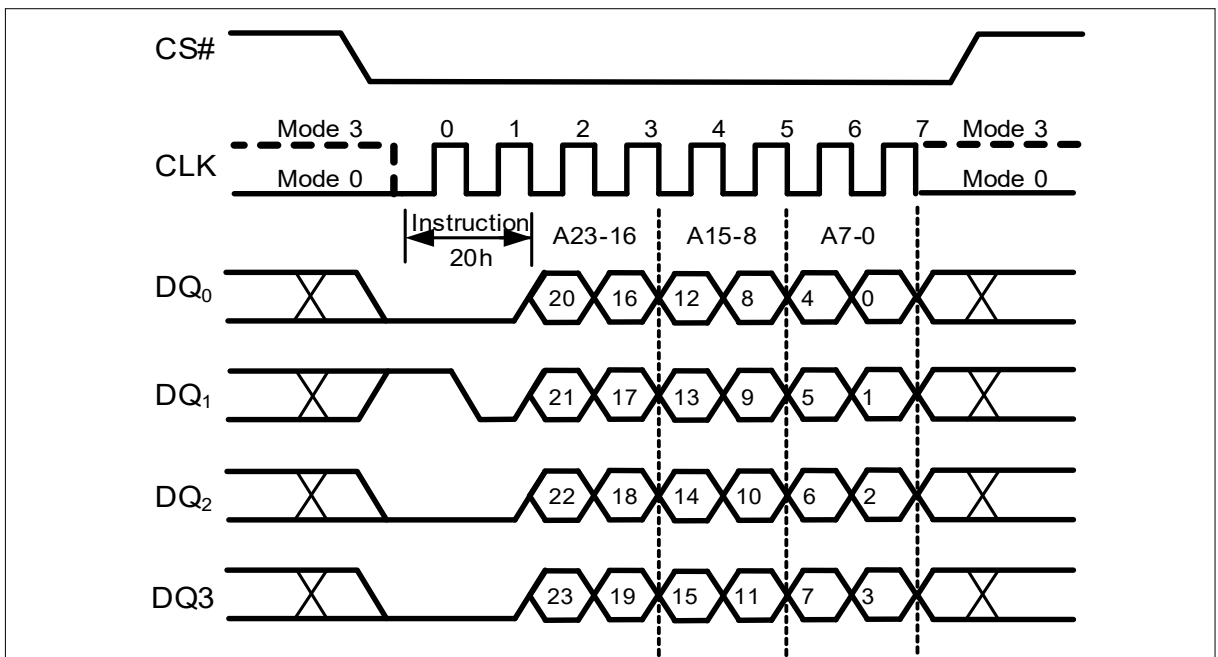 CS#
Mode 3 0 1 2 3 4 5 6 7 Mode 3
CLK
Mode 0 Mode 0
Instruction A23-16 A15-8 A7-0
20h
DQ0 20 16 12 8 4 0
DQ1 21 17 13 9 5 1
DQ2 22 18 14 10 6 2
DQ3 23 19 15 11 7 3